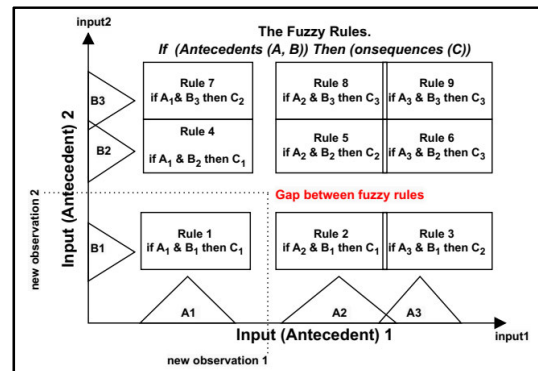 input2
The Fuzzy Rules.
If (Antecedents (A, B)) Then (onsequences (C))
Rule 7
if A1& B3 then C2
Rule 8
if A2 & B3 then C3
Rule 9
if A3 & B3 then C3
B3
Rule 4
if A1 & B2 then C1
Rule 5
if A2 & B2 then C2
Rule 6
if A3 & B2 then C3
B2
Input (Antecedent) 2
new observation 2
Gap between fuzzy rules
Rule 1
if A1 & B1 then C1
Rule 2
if A2 & B1 then C1
Rule 3
if A3 & B1 then C2
B1
A1
A2
A3
Input (Antecedent) 1
input1
new observation 1